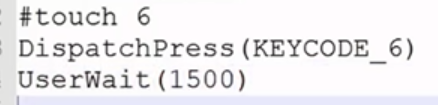 #touch 6
DispatchPress(KEYCODE_6)
UserWait(1500)